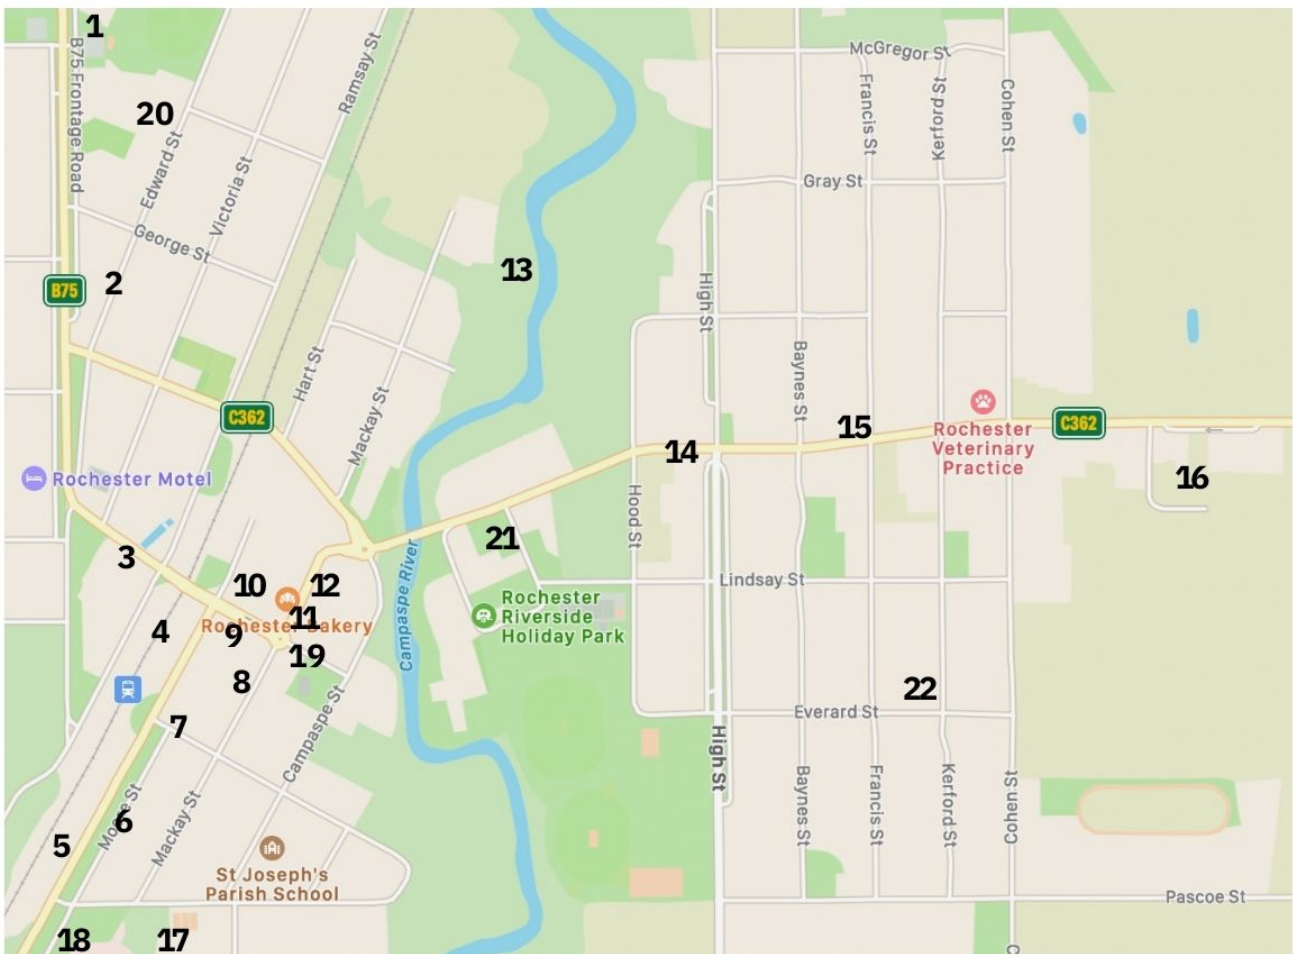 1
B75 Frontage Road
Ramsay St
McGregor St
20
Francis St
Kerford St
Cohen St
Edward St
Victoria St
Gray St
George St
13
B75
2
High St
Hart St
Baynes St
C362
Mackay St
15
C362
14
Rochester
Veterinary
Practice
Rochester Motel
16
Hood St
3
21
Campaspe River
10
12
Lindsay St
Rochester
Riverside
Holiday Park
11
Rochester Bakery
4
9
19
8
22
7
Everard St
Campaspe St
High St
6
Moore St
Mackay St
5
Baynes St
Francis St
Kerford St
Cohen St
St Joseph's
Parish School
Pascoe St
18
17
C